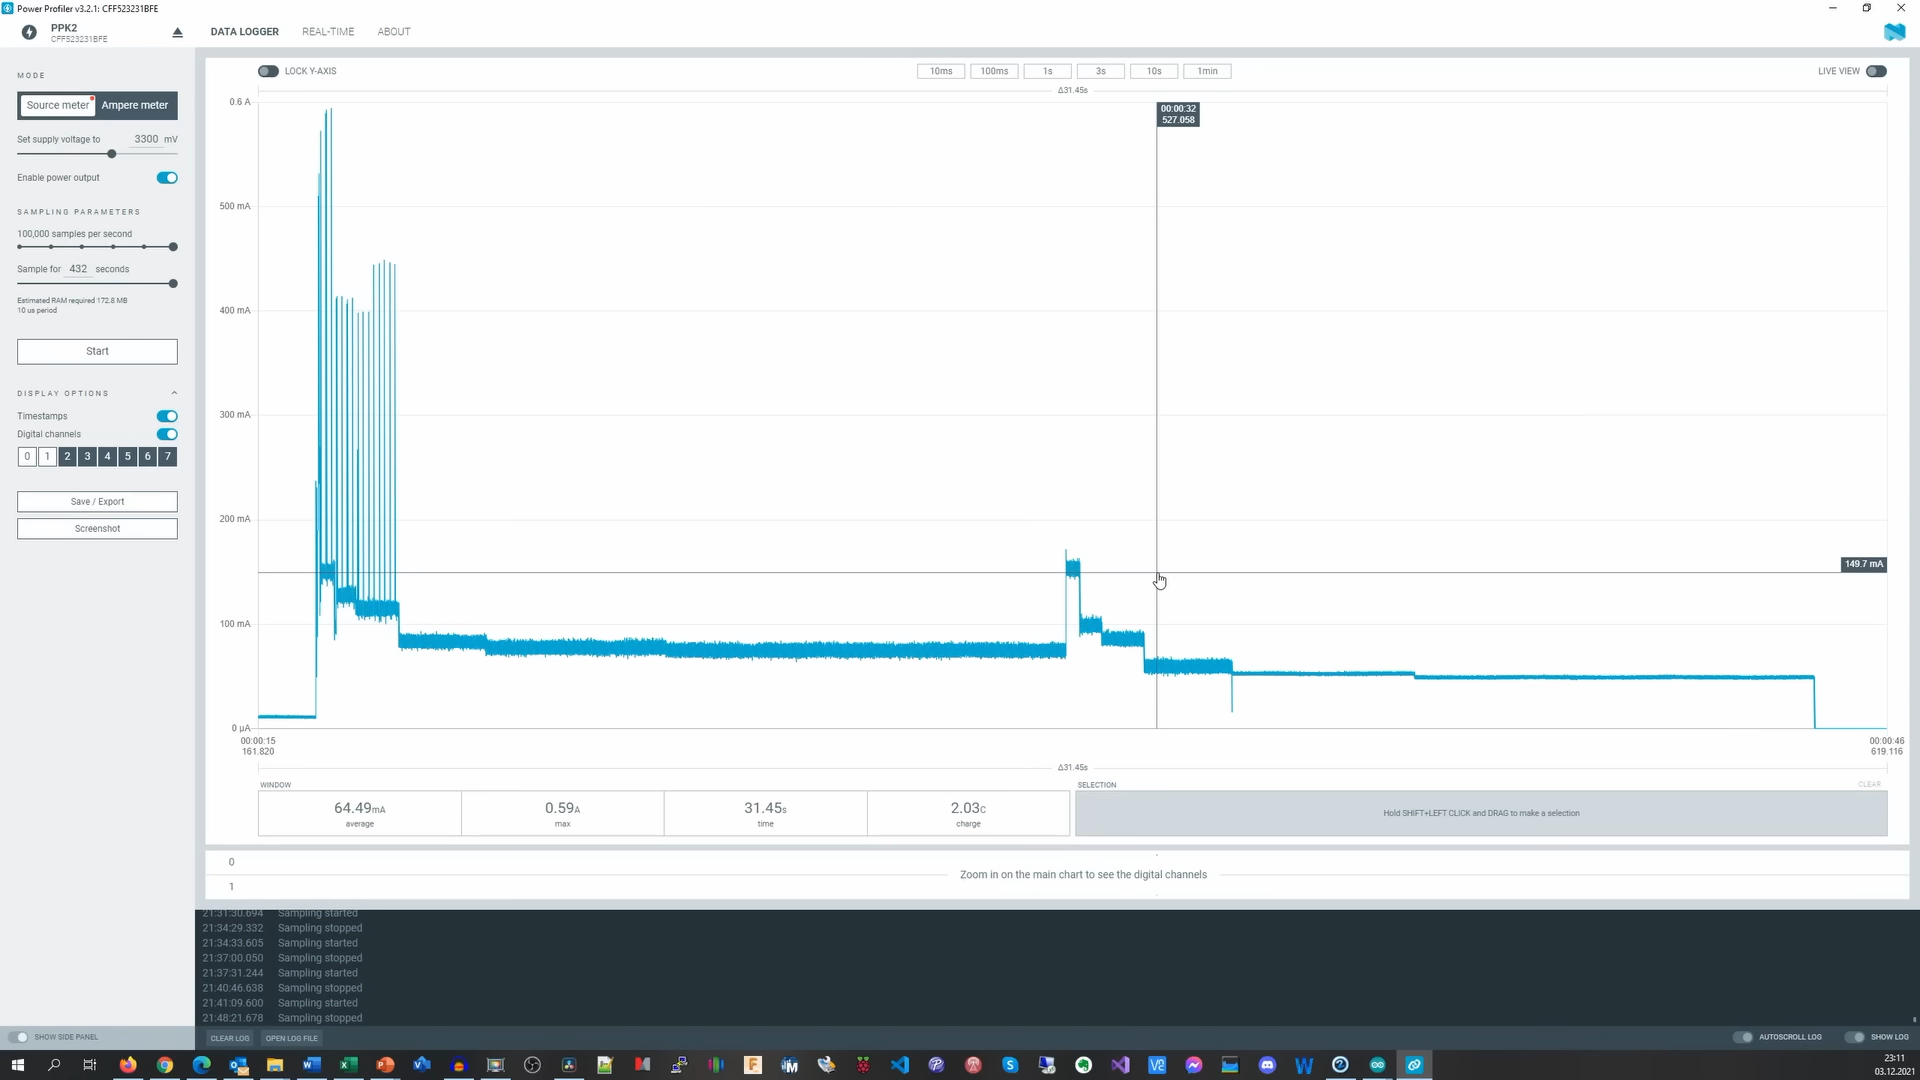 Power Profiler v3.2.1: CFF523231BFE
PPK2
CFF523231BFE
DATA LOGGER
REAL-TIME
ABOUT
MODE
Source meter
Ampere meter
Set supply voltage to 3300 mV
Enable power output
SAMPLING PARAMETERS
100,000 samples per second
Sample for 432 seconds
Estimated RAM required 172.8 MB
10 us period
Start
DISPLAY OPTIONS
Timestamps
Digital channels
0 1 2 3 4 5 6 7
Save / Export
Screenshot
SHOW SIDE PANEL
LOCK Y-AXIS
10ms 100ms 1s 3s 10s 1min
LIVE VIEW
Δ31.45s
0.6 A
00:00:32
527.058
500 mA
400 mA
300 mA
200 mA
149.7 mA
100 mA
0 μA
00:00:15
161.820
00:00:46
619.116
Δ31.45s
WINDOW
64.49mA
average
0.59A
max
31.45s
time
2.03C
charge
SELECTION
CLEAR
Hold SHIFT+LEFT CLICK and DRAG to make a selection
0
Zoom in on the main chart to see the digital channels
1
21:31:30.694 Sampling started
21:34:29.332 Sampling stopped
21:34:33.605 Sampling started
21:37:00.050 Sampling stopped
21:37:31.244 Sampling started
21:40:46.638 Sampling stopped
21:41:09.600 Sampling started
21:48:21.678 Sampling stopped
CLEAR LOG
OPEN LOG FILE
AUTOSCROLL LOG
SHOW LOG
23:11
03.12.2021